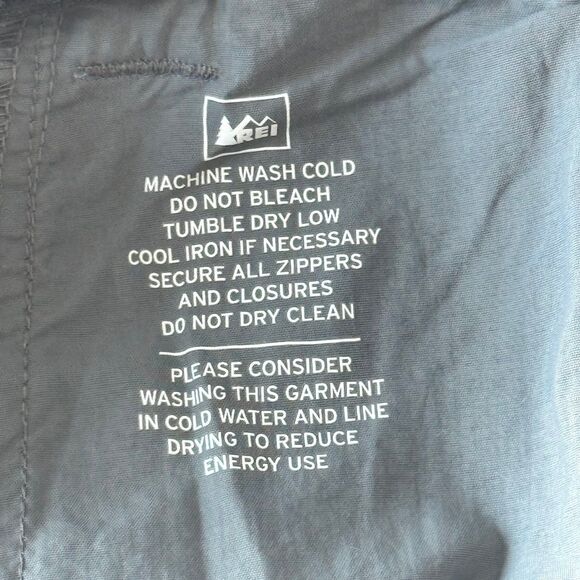 REI
MACHINE WASH COLD
DO NOT BLEACH
TUMBLE DRY LOW
COOL IRON IF NECESSARY
SECURE ALL ZIPPERS
AND CLOSURES
DO NOT DRY CLEAN
PLEASE CONSIDER
WASHING THIS GARMENT
IN COLD WATER AND LINE
DRYING TO REDUCE
ENERGY USE